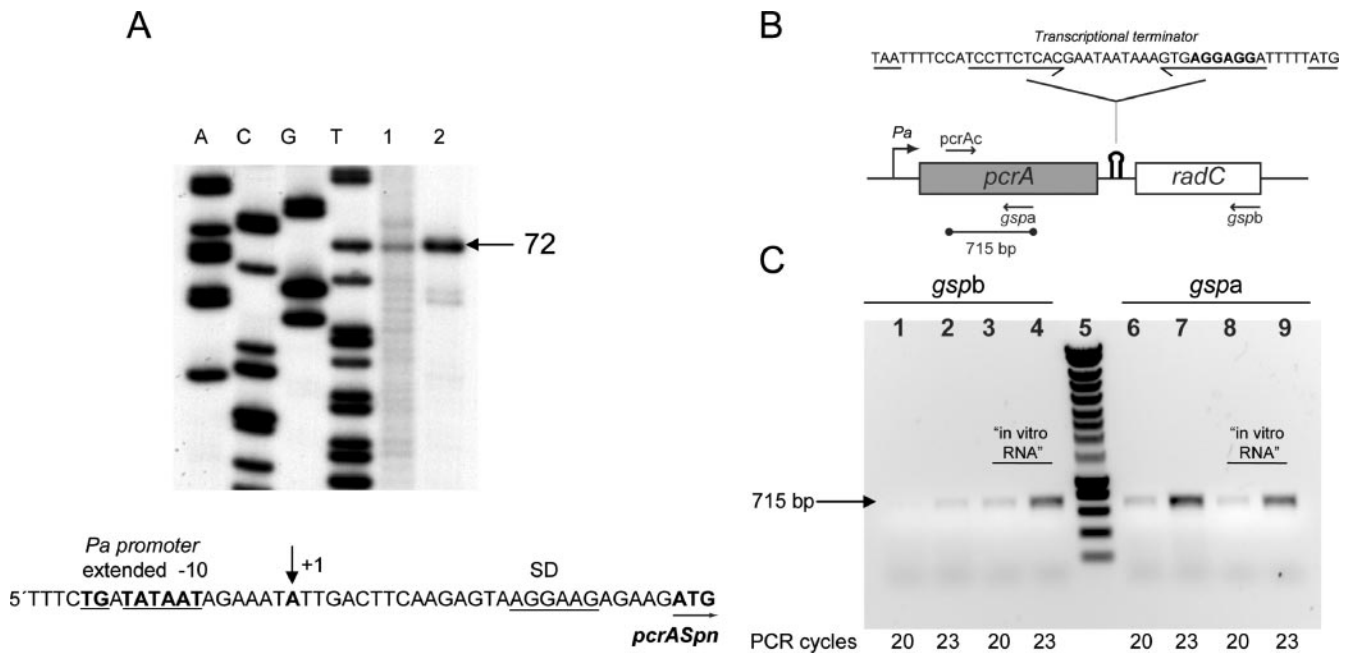 A
A C G T 1 2
72
Pa promoter
extended -10
+1
SD
5´TTTCTGATATAATAGAAATATTGACTTCAAGAGTAAGGAAGAGAAGATG
pcrASpn
B
Transcriptional terminator
TAATTTTCCATCCTTCTCACGAATAATAAAGTGAGGAGGATTTTTATG
Pa
pcrAc
pcrA
radC
gspa
gspb
715 bp
C
gspb gspa
1 2 3 4 5 6 7 8 9
"in vitro RNA"
"in vitro RNA"
715 bp
PCR cycles 20 23 20 23 20 23 20 23